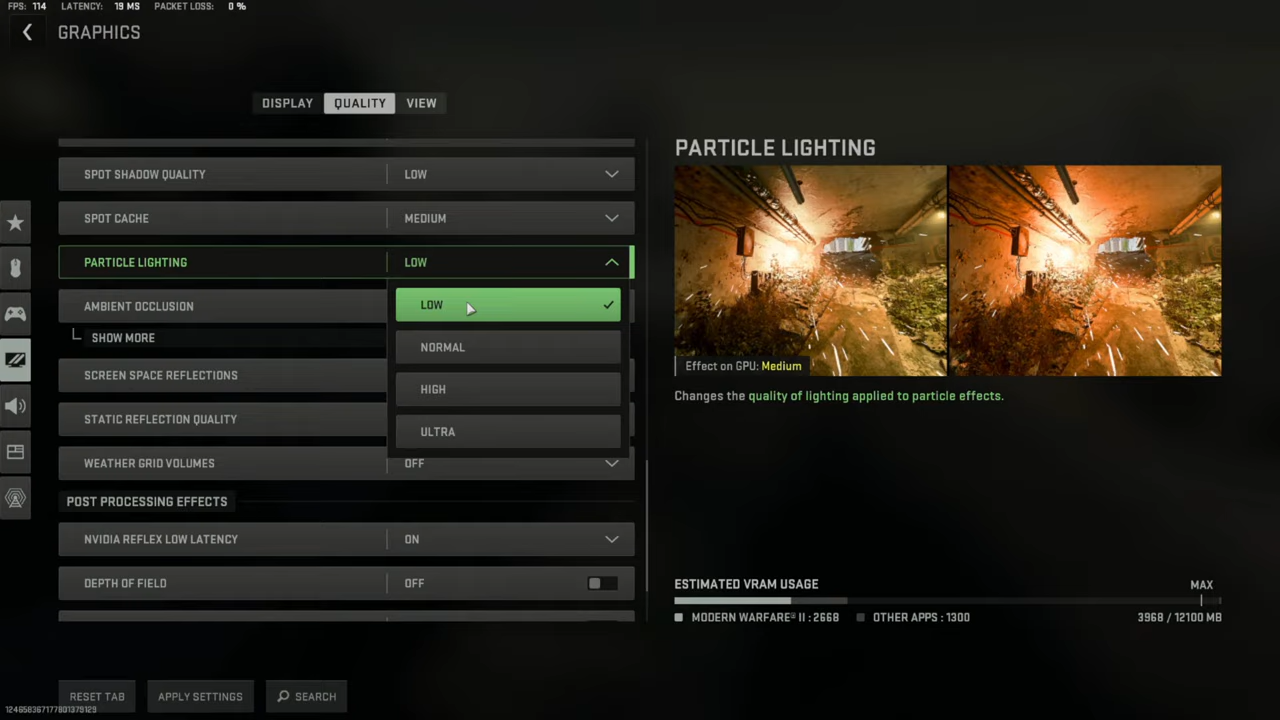 FPS: 114 LATENCY: 19 MS PACKET LOSS: 0 %
GRAPHICS
DISPLAY QUALITY VIEW
SPOT SHADOW QUALITY LOW
SPOT CACHE MEDIUM
PARTICLE LIGHTING LOW
LOW
NORMAL
HIGH
ULTRA
AMBIENT OCCLUSION
SHOW MORE
SCREEN SPACE REFLECTIONS
STATIC REFLECTION QUALITY
WEATHER GRID VOLUMES OFF
POST PROCESSING EFFECTS
NVIDIA REFLEX LOW LATENCY ON
DEPTH OF FIELD OFF
PARTICLE LIGHTING
Effect on GPU: Medium
Changes the quality of lighting applied to particle effects.
ESTIMATED VRAM USAGE MAX
MODERN WARFARE® II : 2668 OTHER APPS : 1300 3968 / 12100 MB
RESET TAB APPLY SETTINGS SEARCH